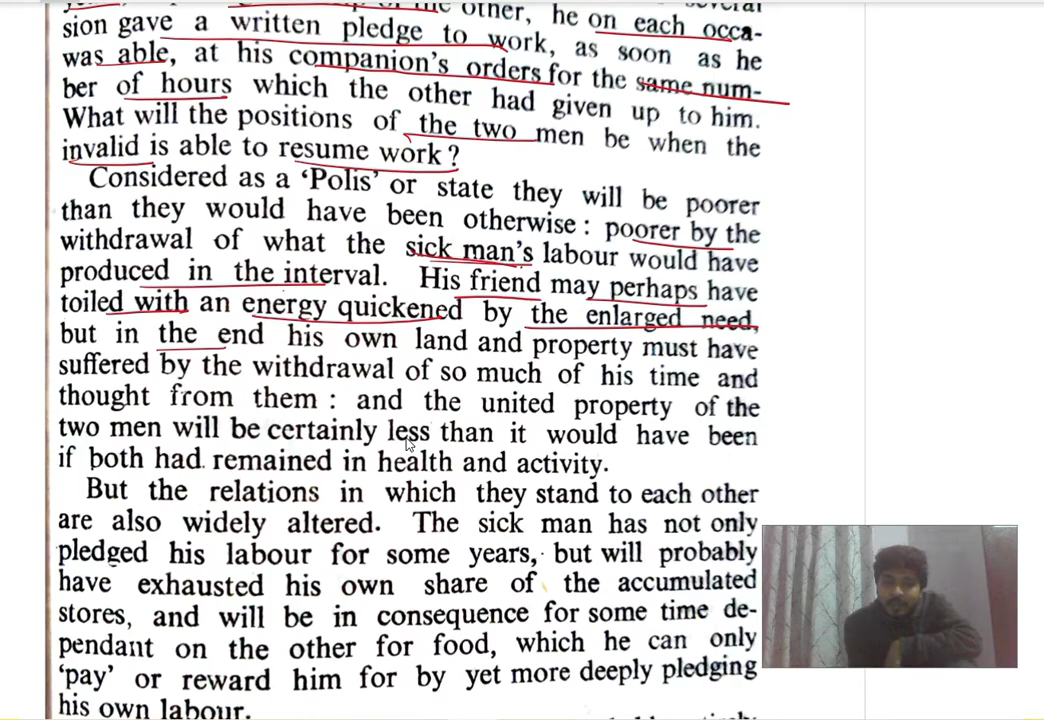 the other, he on each occa-
sion gave a written pledge to work, as soon as he
was able, at his companion's orders for the same num-
ber of hours which the other had given up to him.
What will the positions of the two men be when the
invalid is able to resume work?
Considered as a 'Polis' or state they will be poorer
than they would have been otherwise: poorer by the
withdrawal of what the sick man's labour would have
produced in the interval. His friend may perhaps have
toiled with an energy quickened by the enlarged need,
but in the end his own land and property must have
suffered by the withdrawal of so much of his time and
thought from them: and the united property of the
two men will be certainly less than it would have been
if both had remained in health and activity.
But the relations in which they stand to each other
are also widely altered. The sick man has not only
pledged his labour for some years, but will probably
have exhausted his own share of the accumulated
stores, and will be in consequence for some time de-
pendant on the other for food, which he can only
'pay' or reward him for by yet more deeply pledging
his own labour.